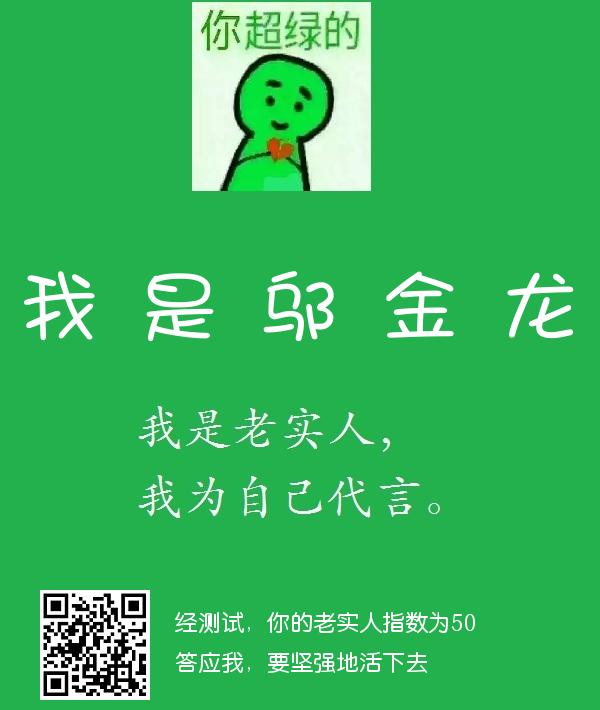 你超绿的
我是邬金龙
我是老实人，
我为自己代言。
经测试，你的老实人指数为50
答应我，要坚强地活下去